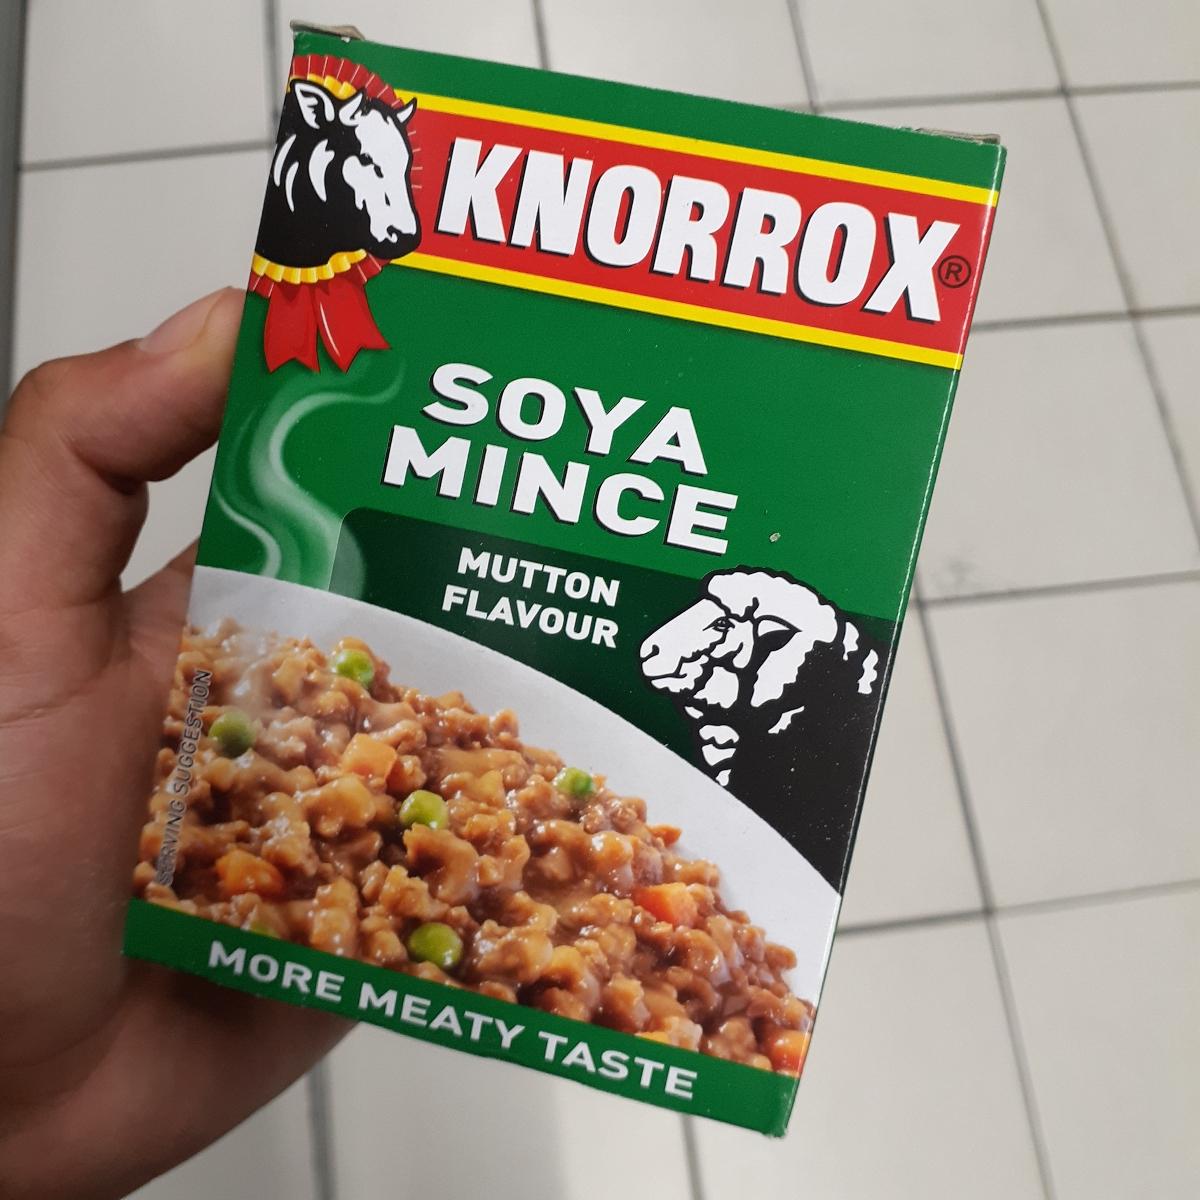 KNORROX®
SOYA
MINCE
MUTTON
FLAVOUR
SERVING SUGGESTION
MORE MEATY TASTE